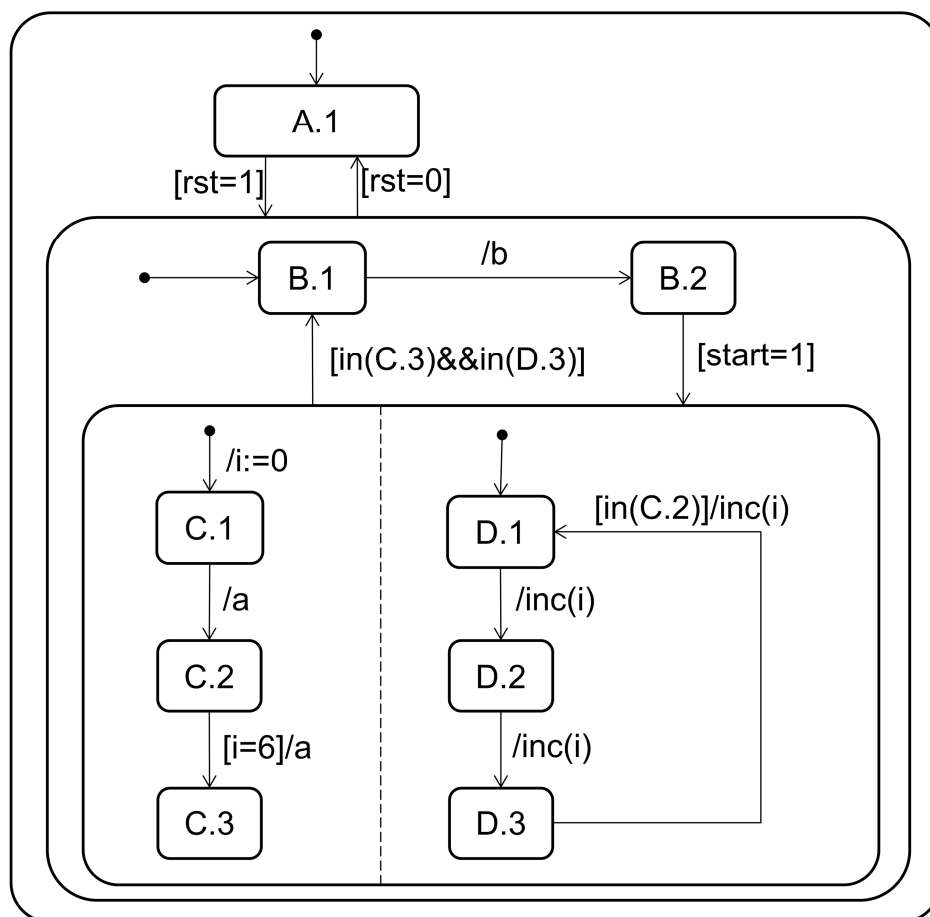 A.1
[rst=1]
[rst=0]
B.1
/b
B.2
[in(C.3)&&in(D.3)]
[start=1]
/i:=0
C.1
/a
C.2
[i=6]/a
C.3
D.1
[in(C.2)]/inc(i)
/inc(i)
D.2
/inc(i)
D.3